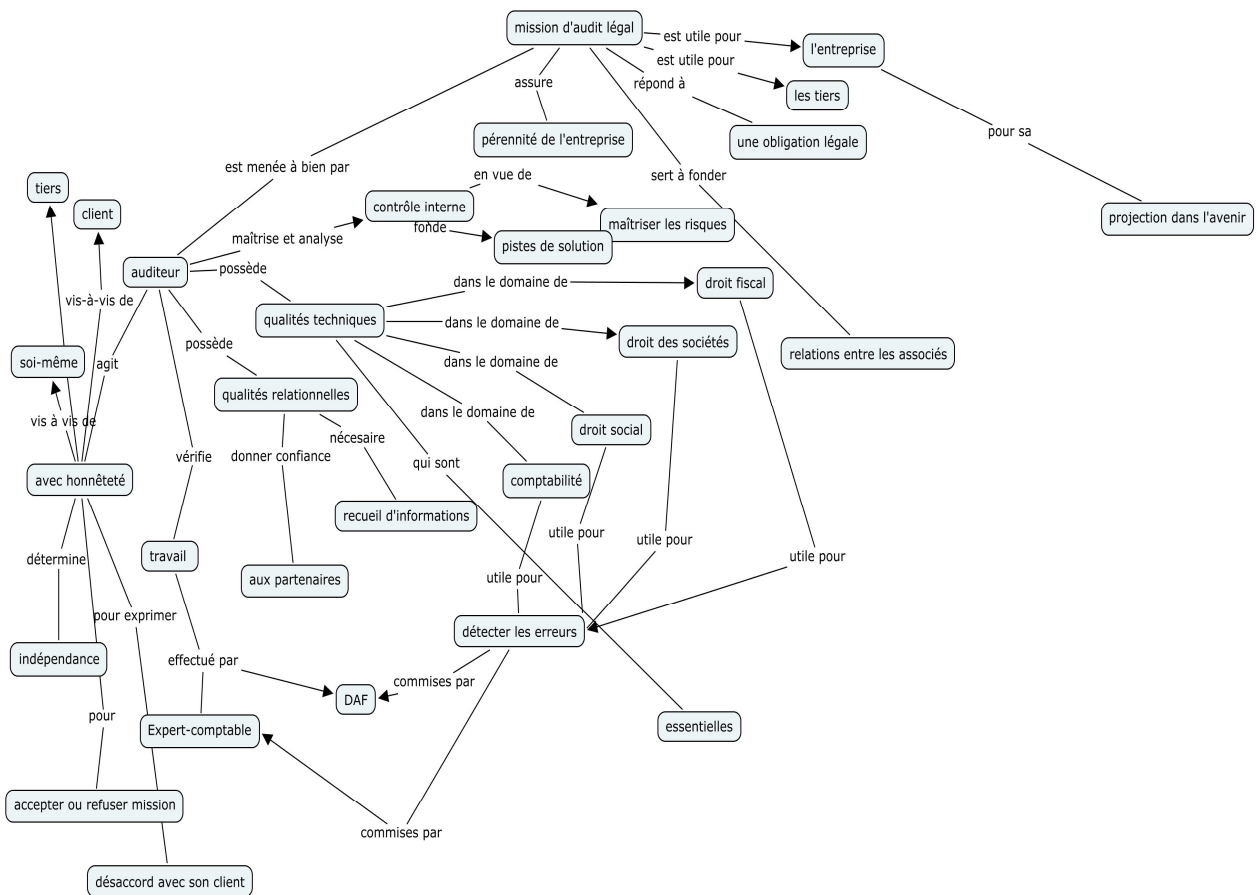 mission d'audit légal
est utile pour
l'entreprise
est utile pour
les tiers
assure
répond à
pérennité de l'entreprise
une obligation légale
pour sa
est menée à bien par
en vue de
sert à fonder
tiers
client
contrôle interne
maîtriser les risques
projection dans l'avenir
fonde
maîtrise et analyse
pistes de solution
auditeur
possède
dans le domaine de
droit fiscal
vis-à-vis de
qualités techniques
dans le domaine de
droit des sociétés
possède
soi-même
agit
dans le domaine de
relations entre les associés
qualités relationnelles
vis à vis de
dans le domaine de
droit social
nécesaire
vérifie
donner confiance
qui sont
avec honnêteté
comptabilité
recueil d'informations
utile pour
utile pour
utile pour
détermine
travail
aux partenaires
utile pour
pour exprimer
détecter les erreurs
indépendance
effectué par
commises par
DAF
pour
Expert-comptable
essentielles
accepter ou refuser mission
commises par
désaccord avec son client